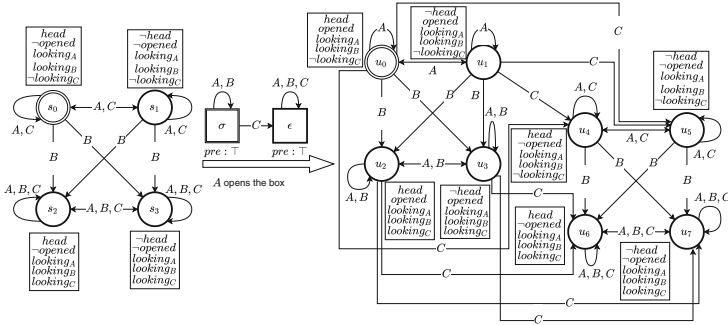 head
¬opened
looking_A
looking_B
¬looking_C
¬head
¬opened
looking_A
looking_B
¬looking_C
s_0
A, C
s_1
A, C
A, C
B
B
B
B
A, B, C
s_2
A, B, C
s_3
A, B, C
head
¬opened
looking_A
looking_B
looking_C
¬head
¬opened
looking_A
looking_B
looking_C
A, B
A, B, C
σ
C
ϵ
pre : ⊤
pre : ⊤
A opens the box
head
opened
looking_A
looking_B
¬looking_C
A
u_0
A
¬head
opened
looking_A
looking_B
¬looking_C
A
u_1
C
C
C
B
B
B
B
A, B
u_2
A, B
u_3
A, B
head
opened
looking_A
looking_B
looking_C
¬head
opened
looking_A
looking_B
looking_C
C
C
C
C
head
¬opened
looking_A
looking_B
¬looking_C
A, C
u_4
A, C
u_5
A, C
¬head
¬opened
looking_A
looking_B
¬looking_C
B
B
B
B
head
¬opened
looking_A
looking_B
looking_C
u_6
A, B, C
u_7
A, B, C
A, B, C
¬head
¬opened
looking_A
looking_B
looking_C
C